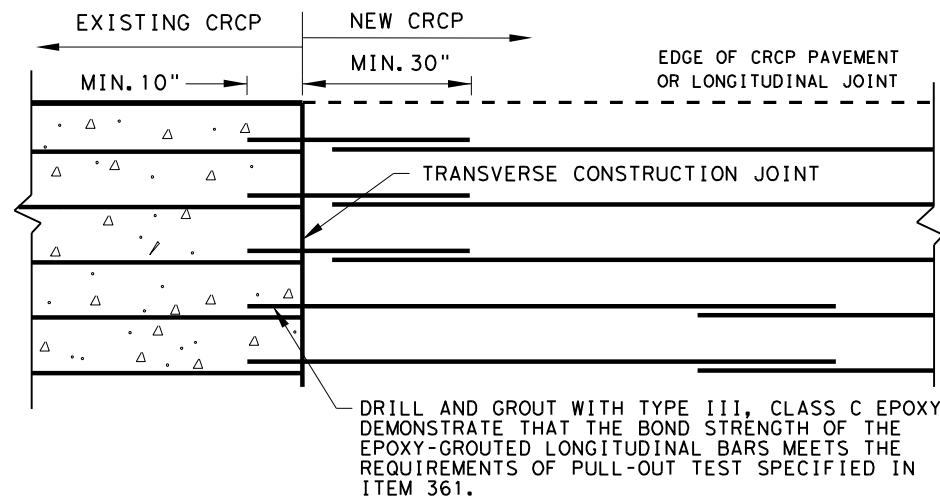 EXISTING CRCP
NEW CRCP
MIN. 10"
MIN. 30"
EDGE OF CRCP PAVEMENT
OR LONGITUDINAL JOINT
TRANSVERSE CONSTRUCTION JOINT
DRILL AND GROUT WITH TYPE III, CLASS C EPOXY
DEMONSTRATE THAT THE BOND STRENGTH OF THE
EPOXY-GROUTED LONGITUDINAL BARS MEETS THE
REQUIREMENTS OF PULL-OUT TEST SPECIFIED IN
ITEM 361.